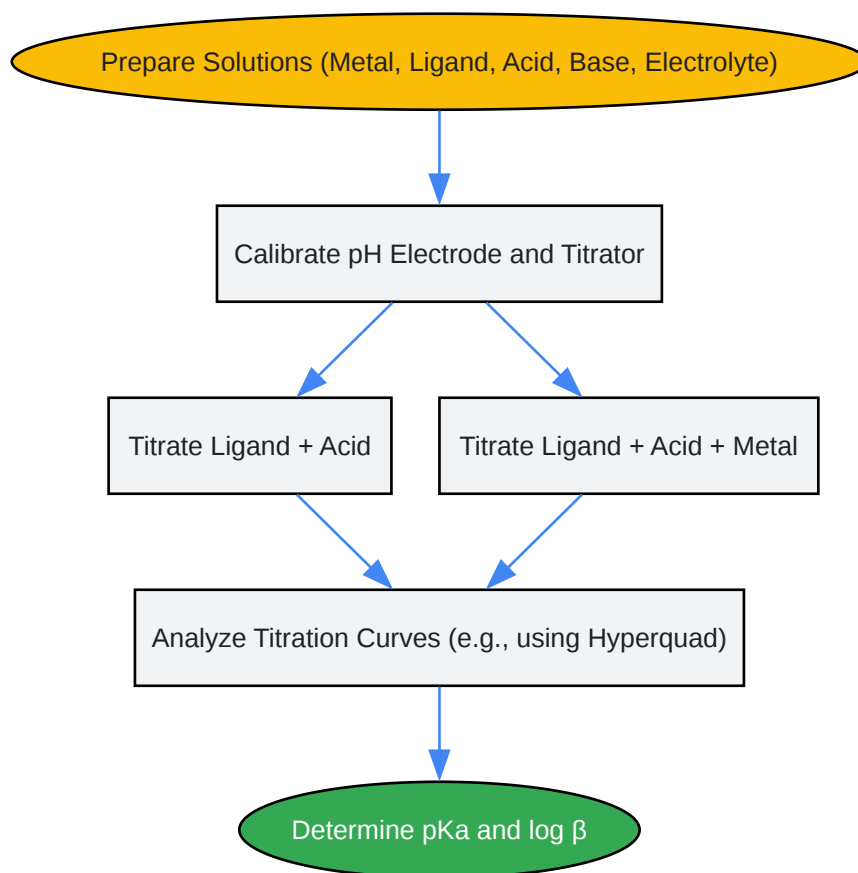 Prepare Solutions (Metal, Ligand, Acid, Base, Electrolyte)
Calibrate pH Electrode and Titrator
Titrate Ligand + Acid
Titrate Ligand + Acid + Metal
Analyze Titration Curves (e.g., using Hyperquad)
Determine pKa and log β